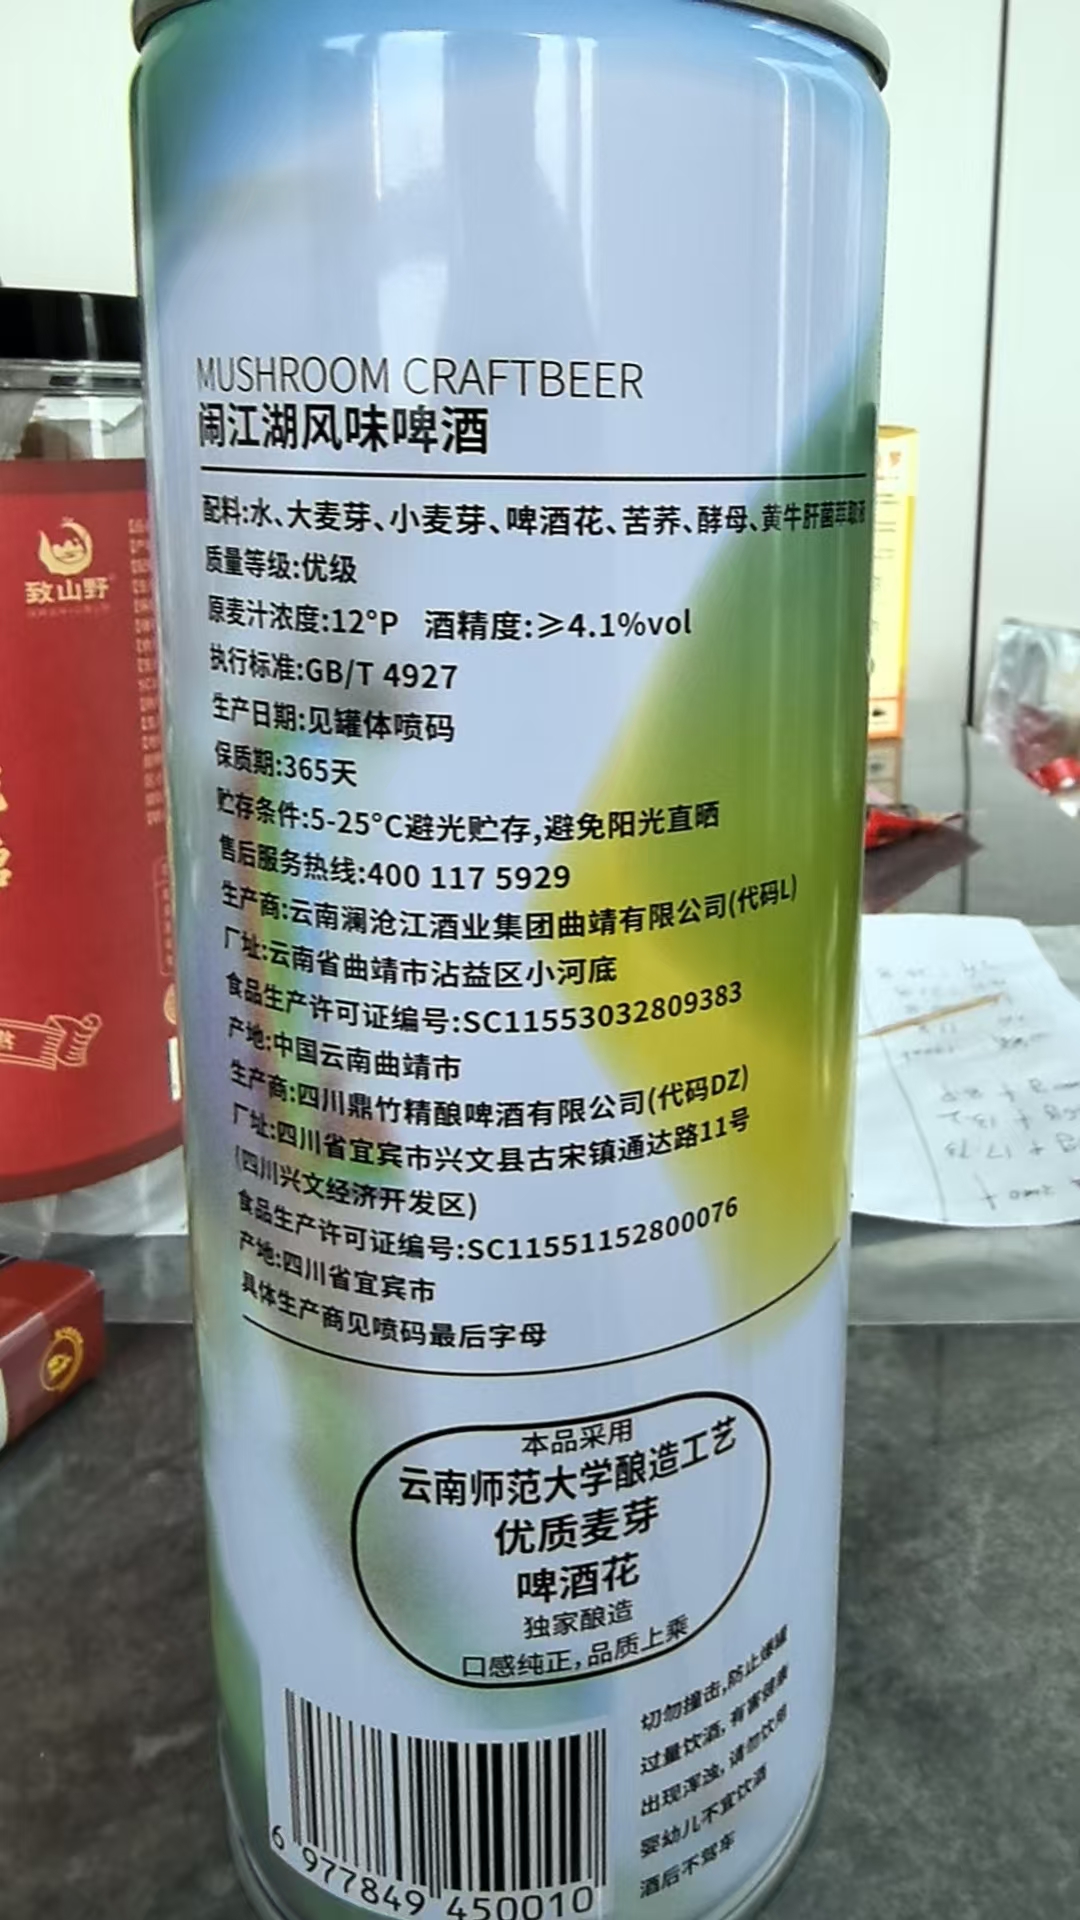 MUSHROOM CRAFTBEER
闹江湖风味啤酒
配料:水、大麦芽、小麦芽、啤酒花、苦荞、酵母、黄牛肝菌萃取液
质量等级:优级
原麦汁浓度:12°P 酒精度:≥4.1%vol
执行标准:GB/T 4927
生产日期:见罐体喷码
保质期:365天
贮存条件:5-25°C避光贮存,避免阳光直晒
售后服务热线:400 117 5929
生产商:云南澜沧江酒业集团曲靖有限公司(代码L)
厂址:云南省曲靖市沾益区小河底
食品生产许可证编号:SC11553032809383
产地:中国云南曲靖市
生产商:四川鼎竹精酿啤酒有限公司(代码DZ)
厂址:四川省宜宾市兴文县古宋镇通达路11号
(四川兴文经济开发区)
食品生产许可证编号:SC11551152800076
产地:四川省宜宾市
具体生产商见喷码最后字母
本品采用
云南师范大学酿造工艺
优质麦芽
啤酒花
独家酿造
口感纯正,品质上乘
切勿撞击,防止爆罐
过量饮酒,有害健康
出现浑浊,请勿饮用
婴幼儿不宜饮酒
酒后不驾车
6 977849 450010
致山野